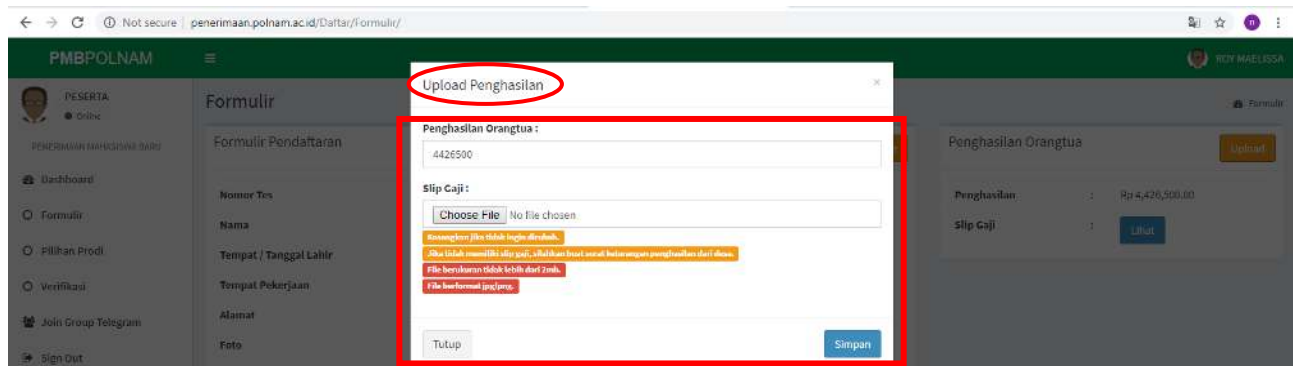 Not secure | penerimaan.polnam.ac.id/Daftar/Formulir/
PMBPOLNAM
ROY MAELISSA
PESERTA
Online
PENERIMAAN MAHASISWA BARU
Dashboard
Formulir
Pilihan Prodi
Verifikasi
Join Group Telegram
Sign Out
Formulir
Formulir
Formulir Pendaftaran
Nomor Tes
Nama
Tempat / Tanggal Lahir
Tempat Pekerjaan
Alamat
Foto
Upload Penghasilan
×
Penghasilan Orangtua :
4426500
Slip Gaji :
Choose File No file chosen
Kosongkan jika tidak ingin dirubah.
Jika tidak memiliki slip gaji, silahkan buat surat keterangan penghasilan dari desa.
File berukuran tidak lebih dari 2mb.
File berformat jpg/png.
Tutup
Simpan
Penghasilan Orangtua
Upload
Penghasilan : Rp 4,426,500.00
Slip Gaji : Lihat